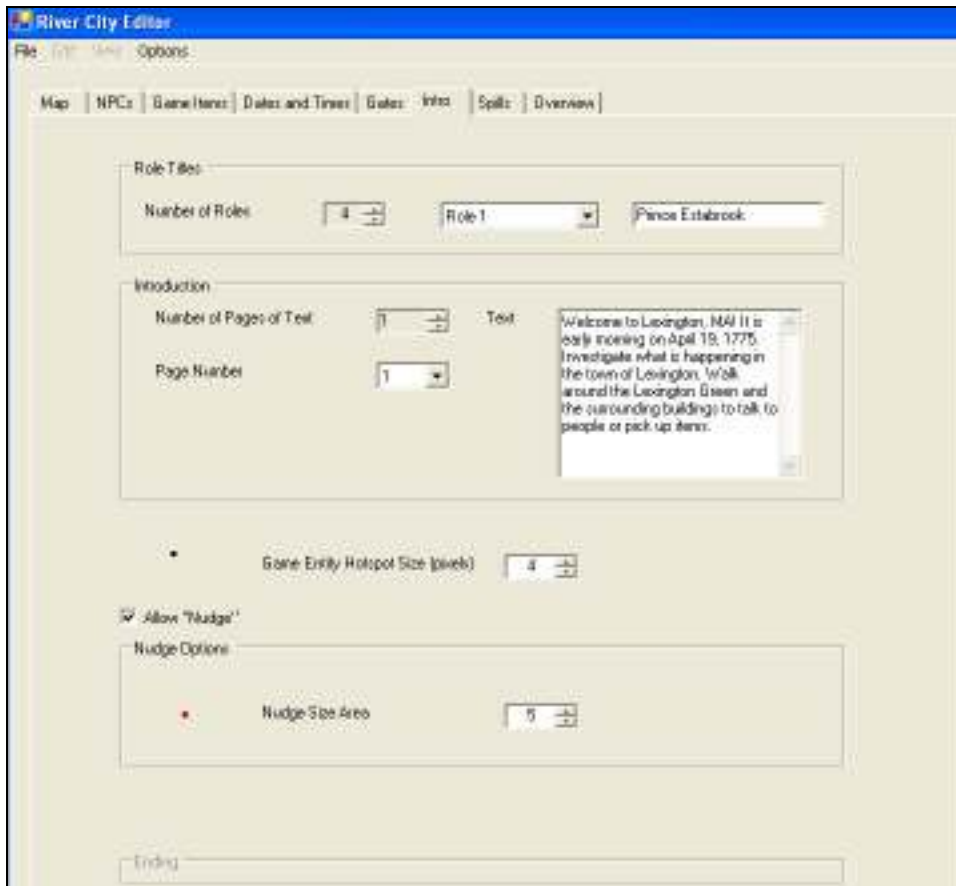 River City Editor
File Edit View Options
Map NPCs Game Items Dates and Times Gates Intro Spills Overview
Role Titles
Number of Roles 4 Role 1 Prince Estabrook
Introduction
Number of Pages of Text 1 Text
Page Number 1
Welcome to Lexington, MA! It is
early morning on April 19, 1775.
Investigate what is happening in
the town of Lexington. Walk
around the Lexington Green and
the surrounding buildings to talk to
people or pick up items.
Game Entity Hotspot Size (pixels) 4
Allow "Nudge"
Nudge Options
Nudge Size Area 5
Ending